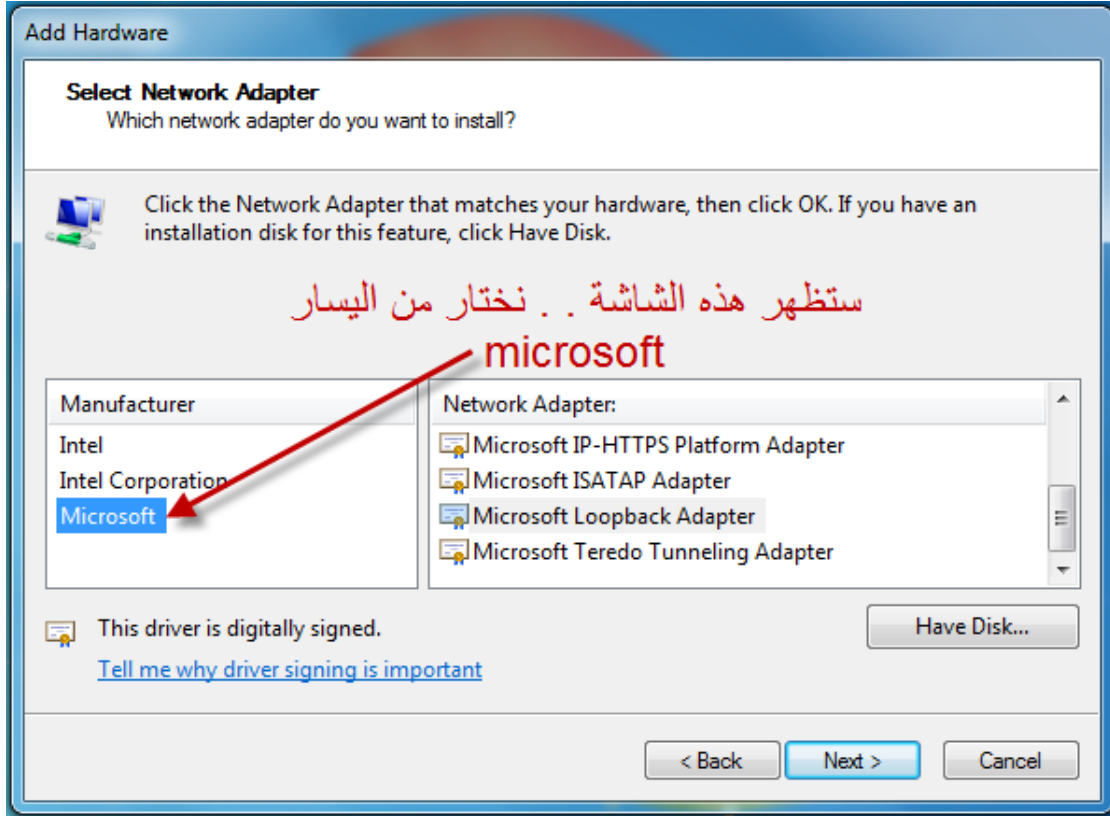 Add Hardware
Select Network Adapter
Which network adapter do you want to install?
Click the Network Adapter that matches your hardware, then click OK. If you have an
installation disk for this feature, click Have Disk.
ستظهر هذه الشاشة . . نختار من اليسار
microsoft
Manufacturer
Intel
Intel Corporation
Microsoft
Network Adapter:
Microsoft IP-HTTPS Platform Adapter
Microsoft ISATAP Adapter
Microsoft Loopback Adapter
Microsoft Teredo Tunneling Adapter
This driver is digitally signed.
Tell me why driver signing is important
Have Disk...
< Back
Next >
Cancel